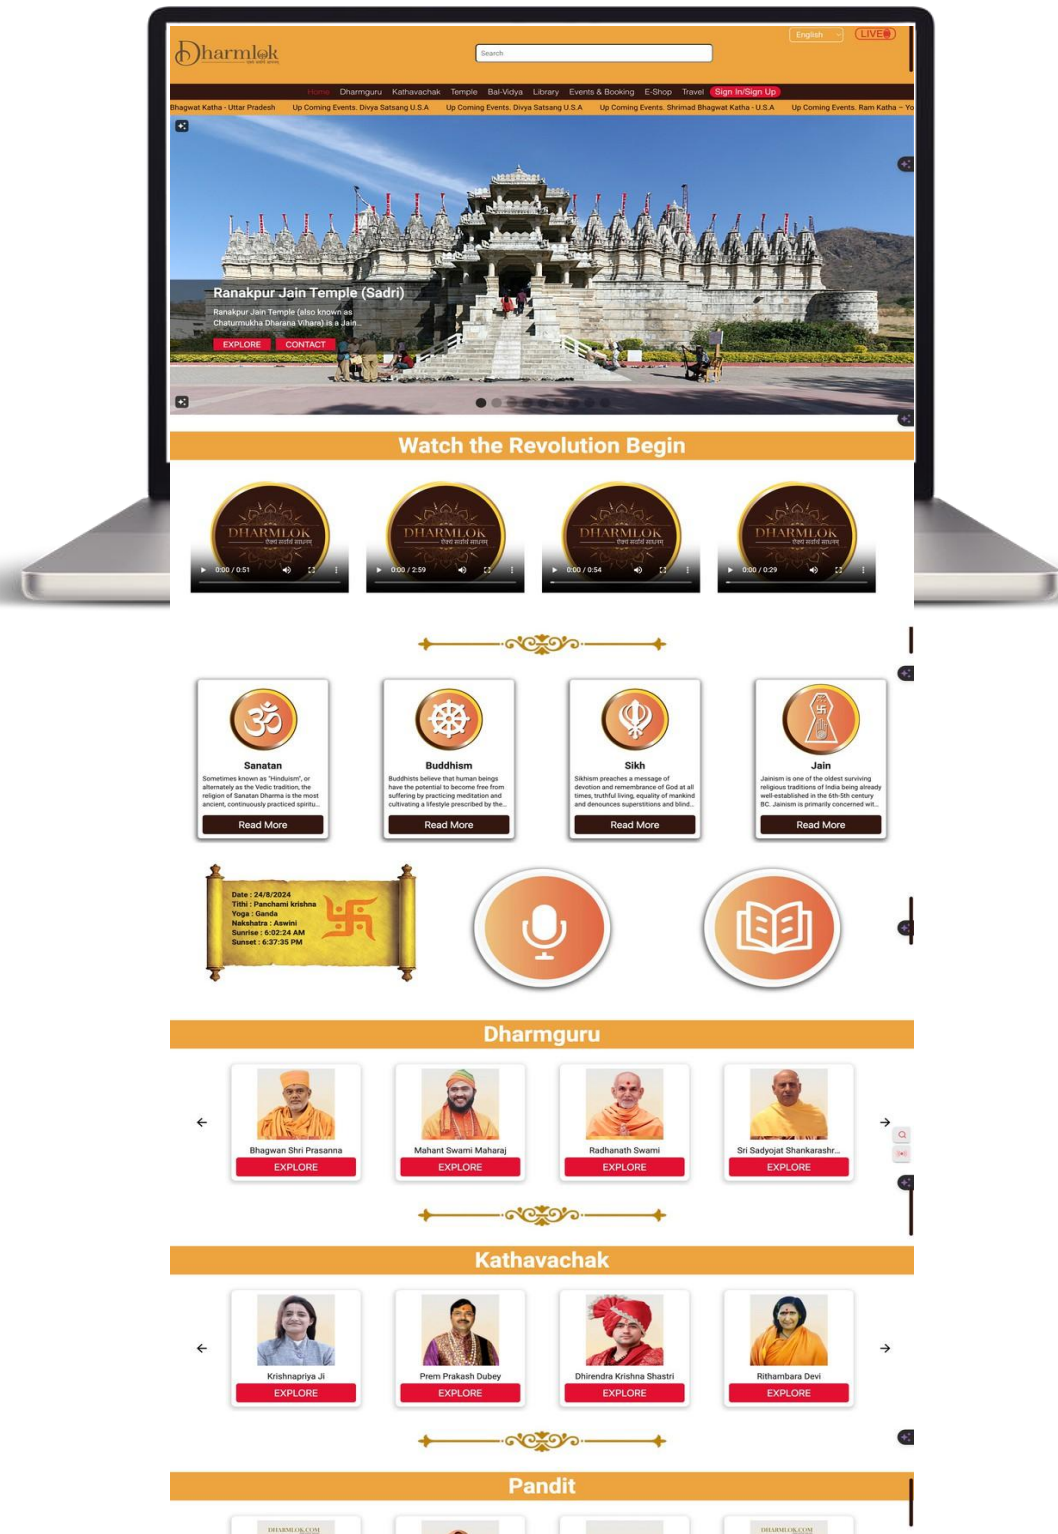 Dharmlok
Search
English
LIVE
Home Dharmguru Kathavachak Temple Bal-Vidya Library Events & Booking E-Shop Travel Sign In/Sign Up
Bhagwat Katha - Uttar Pradesh Up Coming Events. Divya Satsang U.S.A Up Coming Events. Divya Satsang U.S.A Up Coming Events. Shrimad Bhagwat Katha - U.S.A Up Coming Events. Ram Katha – Yo
Ranakpur Jain Temple (Sadri)
Ranakpur Jain Temple (also known as
Chaturmukha Dharana Vihara) is a Jain...
EXPLORE CONTACT
Watch the Revolution Begin
DHARMLOK DHARMLOK DHARMLOK DHARMLOK
0:00 / 0:51 0:00 / 2:59 0:00 / 0:54 0:00 / 0:29
Sanatan
Sometimes known as "Hinduism", or
alternately as the Vedic tradition, the
religion of Sanatan Dharma is the most
ancient, continuously practiced spiritu...
Read More
Buddhism
Buddhists believe that human beings
have the potential to become free from
suffering by practicing meditation and
cultivating a lifestyle prescribed by the...
Read More
Sikh
Sikhism preaches a message of
devotion and remembrance of God at all
times, truthful living, equality of mankind
and denounces superstitions and blind...
Read More
Jain
Jainism is one of the oldest surviving
religious traditions of India being already
well-established in the 6th-5th century
BC. Jainism is primarily concerned wit...
Read More
Date : 24/8/2024
Tithi : Panchami krishna
Yoga : Ganda
Nakshatra : Aswini
Sunrise : 6:02:24 AM
Sunset : 6:37:35 PM
Dharmguru
Bhagwan Shri Prasanna Mahant Swami Maharaj Radhanath Swami Sri Sadyojat Shankarashr...
EXPLORE EXPLORE EXPLORE EXPLORE
Kathavachak
Krishnapriya Ji Prem Prakash Dubey Dhirendra Krishna Shastri Rithambara Devi
EXPLORE EXPLORE EXPLORE EXPLORE
Pandit
DHARMLOK.COM DHARMLOK.COM